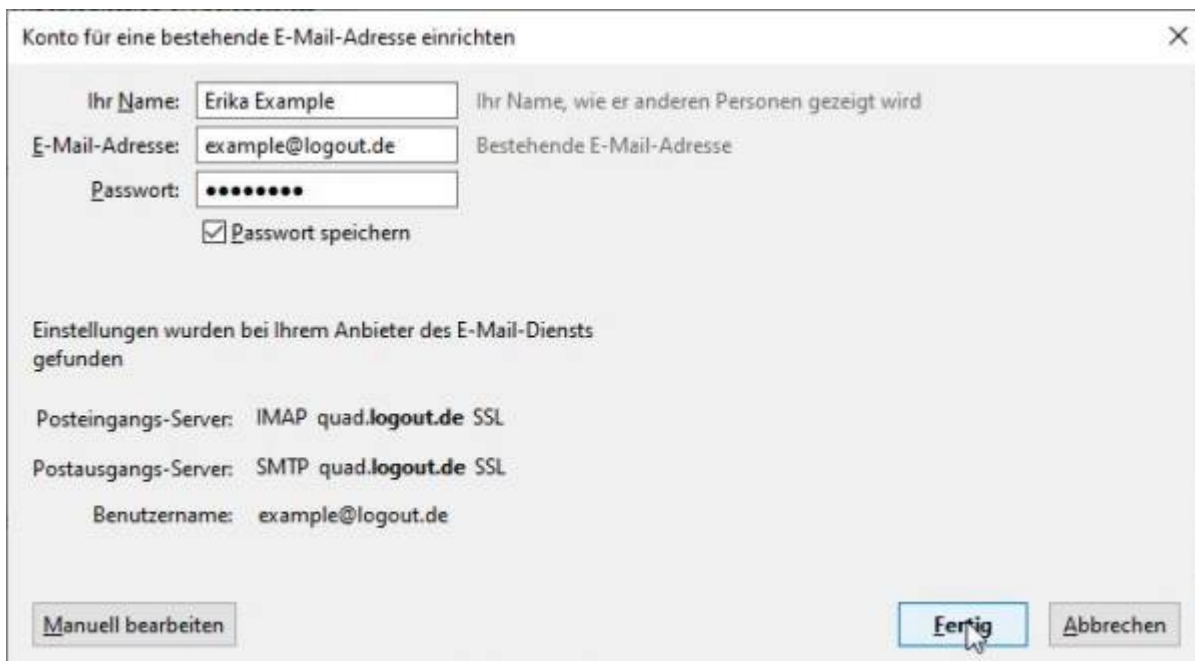 Konto für eine bestehende E-Mail-Adresse einrichten
Ihr Name: Erika Example Ihr Name, wie er anderen Personen gezeigt wird
E-Mail-Adresse: example@logout.de Bestehende E-Mail-Adresse
Passwort: ●●●●●●●●
Passwort speichern
Einstellungen wurden bei Ihrem Anbieter des E-Mail-Diensts
gefunden
Posteingangs-Server: IMAP quad.logout.de SSL
Postausgangs-Server: SMTP quad.logout.de SSL
Benutzername: example@logout.de
Manuell bearbeiten Fertig Abbrechen